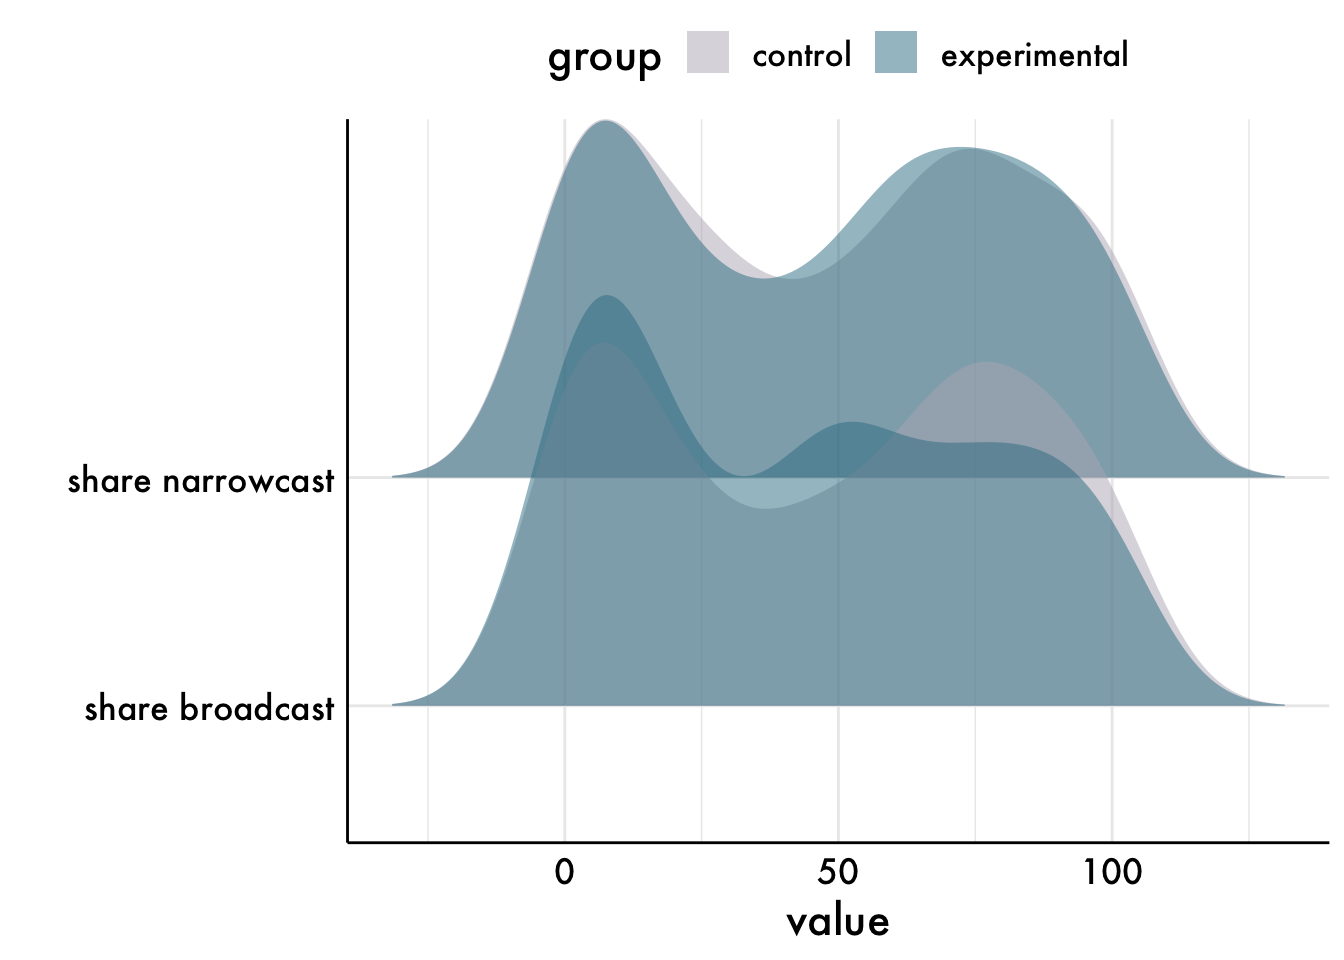 group control experimental
share narrowcast
share broadcast
0 50 100
value